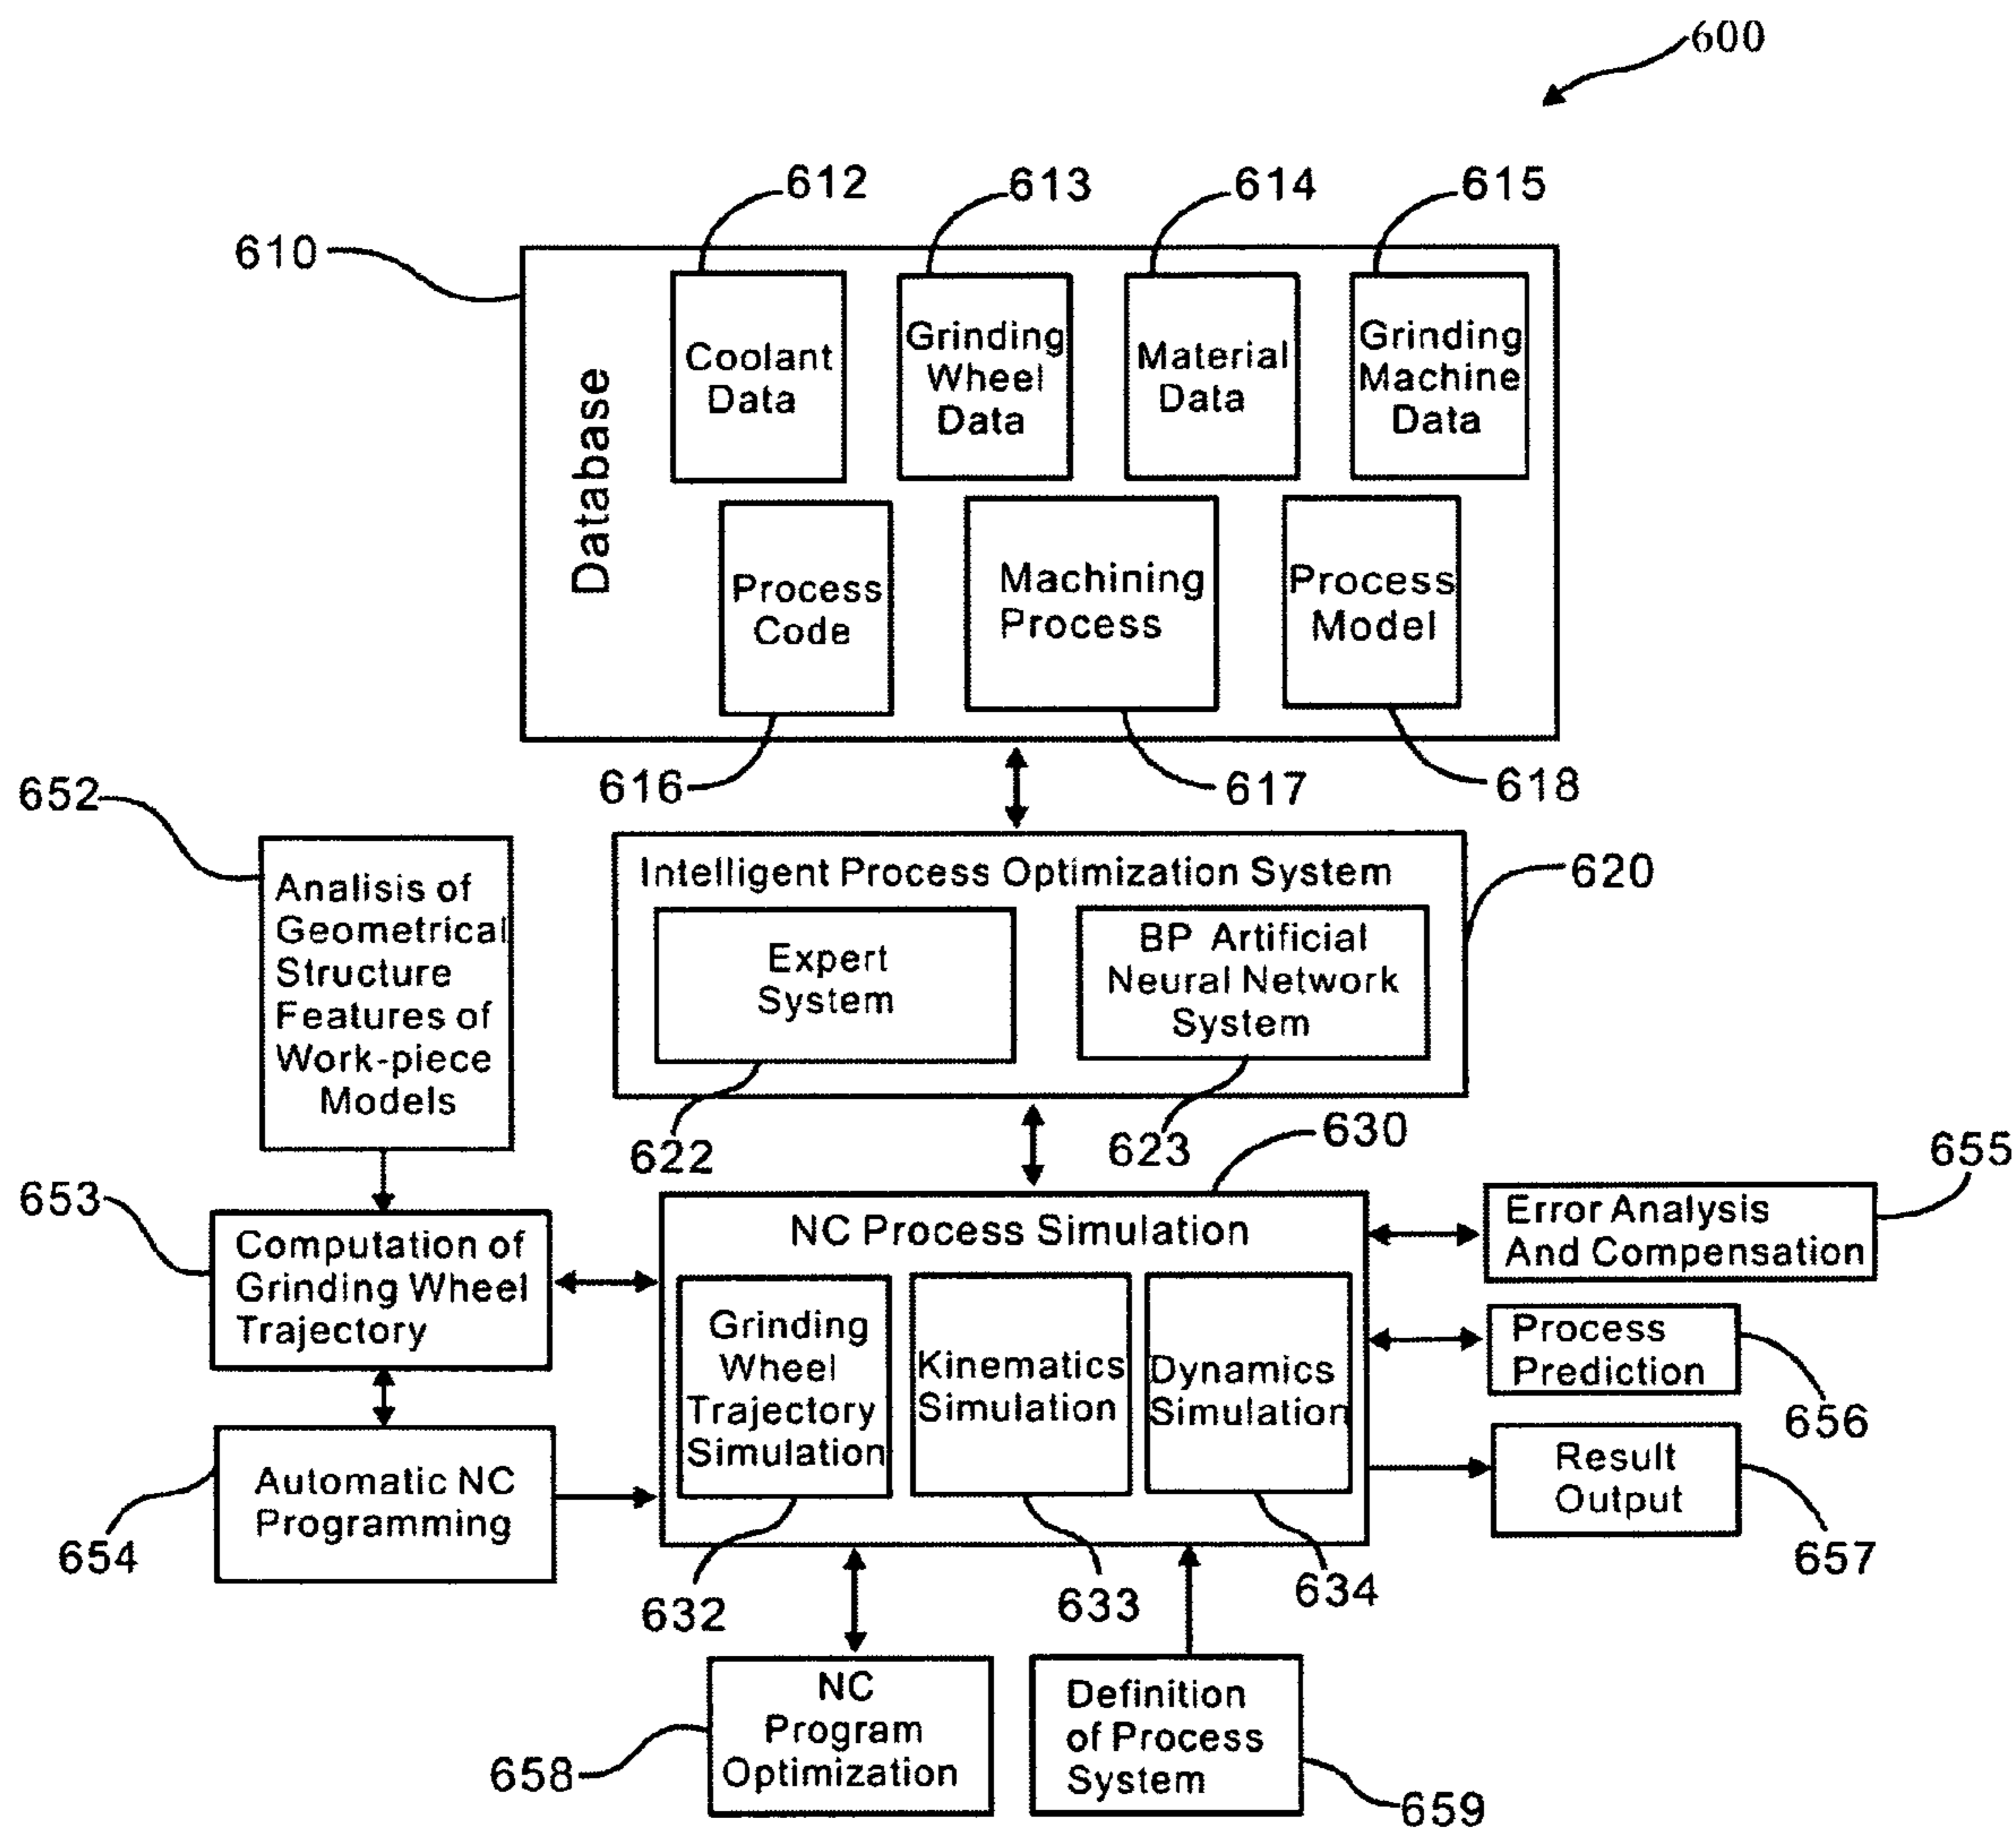 600
612
613
614
615
610
Database
Coolant
Data
Grinding
Wheel
Data
Material
Data
Grinding
Machine
Data
Process
Code
Machining
Process
Process
Model
616
617
618
652
Analisis of
Geometrical
Structure
Features of
Work-piece
Models
Intelligent Process Optimization System
620
Expert
System
BP Artificial
Neural Network
System
622
623
630
655
653
Computation of
Grinding Wheel
Trajectory
NC Process Simulation
Grinding
Wheel
Trajectory
Simulation
Kinematics
Simulation
Dynamics
Simulation
Error Analysis
And Compensation
Process
Prediction
656
Automatic NC
Programming
654
Result
Output
657
632
633
634
NC
Program
Optimization
658
Definition
of Process
System
659